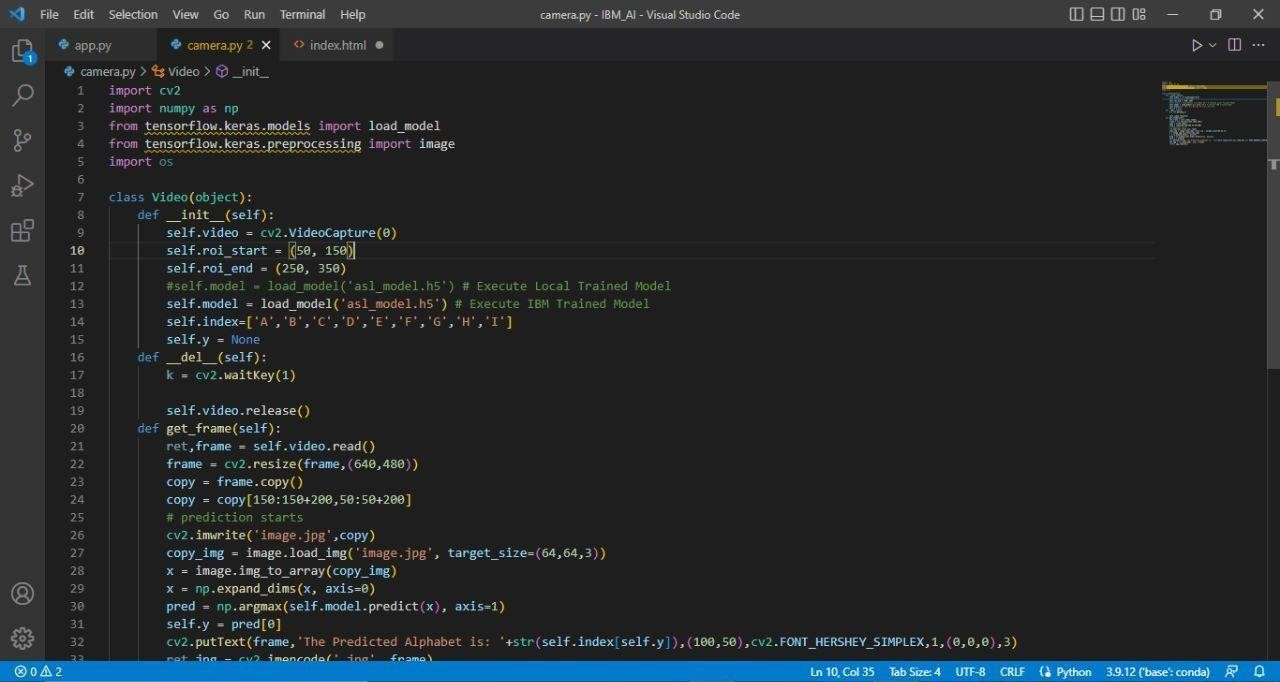 File Edit Selection View Go Run Terminal Help camera.py - IBM_AI - Visual Studio Code
app.py camera.py 2 index.html
camera.py > Video > __init__
1 import cv2
2 import numpy as np
3 from tensorflow.keras.models import load_model
4 from tensorflow.keras.preprocessing import image
5 import os
6
7 class Video(object):
8     def __init__(self):
9         self.video = cv2.VideoCapture(0)
10         self.roi_start = (50, 150)
11         self.roi_end = (250, 350)
12         #self.model = load_model('asl_model.h5') # Execute Local Trained Model
13         self.model = load_model('asl_model.h5') # Execute IBM Trained Model
14         self.index=['A','B','C','D','E','F','G','H','I']
15         self.y = None
16     def __del__(self):
17         k = cv2.waitKey(1)
18
19         self.video.release()
20     def get_frame(self):
21         ret,frame = self.video.read()
22         frame = cv2.resize(frame,(640,480))
23         copy = frame.copy()
24         copy = copy[150:150+200,50:50+200]
25         # prediction starts
26         cv2.imwrite('image.jpg',copy)
27         copy_img = image.load_img('image.jpg', target_size=(64,64,3))
28         x = image.img_to_array(copy_img)
29         x = np.expand_dims(x, axis=0)
30         pred = np.argmax(self.model.predict(x), axis=1)
31         self.y = pred[0]
32         cv2.putText(frame,'The Predicted Alphabet is: '+str(self.index[self.y]),(100,50),cv2.FONT_HERSHEY_SIMPLEX,1,(0,0,0),3)
33         ret,jpg = cv2.imencode('.jpg', frame)
1
0 2 Ln 10, Col 35 Tab Size: 4 UTF-8 CRLF Python 3.9.12 ('base': conda)